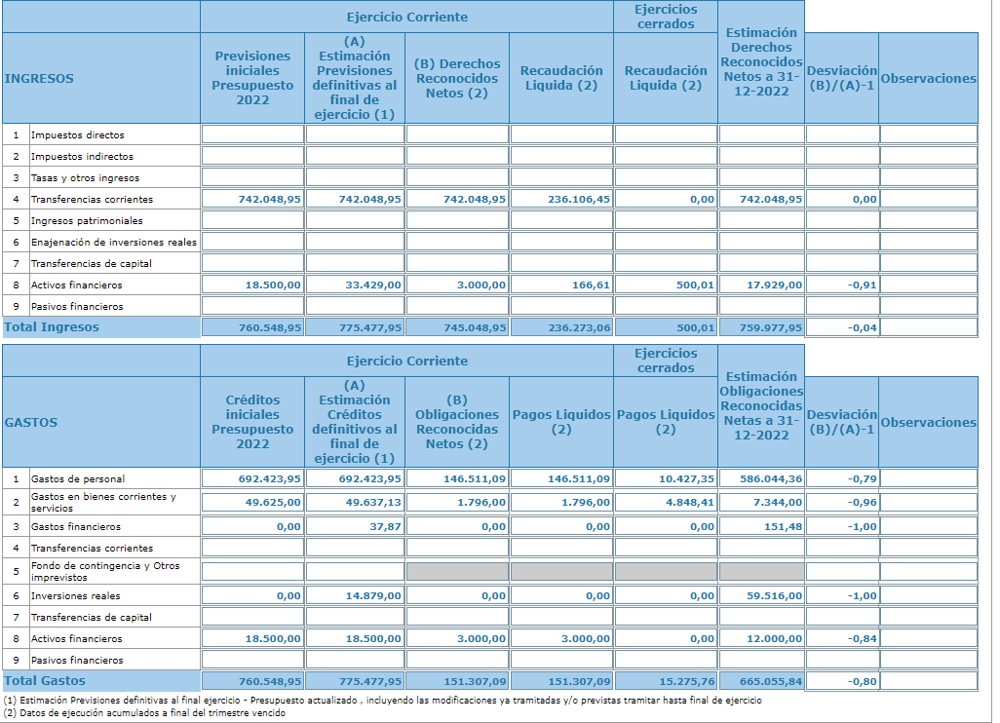 Ejercicio Corriente
Ejercicios
cerrados
Estimación
Derechos
Reconocidos
Netos a 31-
12-2022
INGRESOS
Previsiones
iniciales
Presupuesto
2022
(A)
Estimación
Previsiones
definitivas al
final de
ejercicio (1)
(B) Derechos
Reconocidos
Netos (2)
Recaudación
Liquida (2)
Recaudación
Liquida (2)
Desviación
(B)/(A)-1
Observaciones
1 Impuestos directos
2 Impuestos indirectos
3 Tasas y otros ingresos
4 Transferencias corrientes 742.048,95 742.048,95 742.048,95 236.106,45 0,00 742.048,95 0,00
5 Ingresos patrimoniales
6 Enajenación de inversiones reales
7 Transferencias de capital
8 Activos financieros 18.500,00 33.429,00 3.000,00 166,61 500,01 17.929,00 -0,91
9 Pasivos financieros
Total Ingresos 760.548,95 775.477,95 745.048,95 236.273,06 500,01 759.977,95 -0,04
Ejercicio Corriente
Ejercicios
cerrados
Estimación
Obligaciones
Reconocidas
Netas a 31-
12-2022
GASTOS
Créditos
iniciales
Presupuesto
2022
(A)
Estimación
Créditos
definitivos al
final de
ejercicio (1)
(B)
Obligaciones
Reconocidas
Netos (2)
Pagos Liquidos
(2)
Pagos Liquidos
(2)
Desviación
(B)/(A)-1
Observaciones
1 Gastos de personal 692.423,95 692.423,95 146.511,09 146.511,09 10.427,35 586.044,36 -0,79
2 Gastos en bienes corrientes y
servicios 49.625,00 49.637,13 1.796,00 1.796,00 4.848,41 7.344,00 -0,96
3 Gastos financieros 0,00 37,87 0,00 0,00 0,00 151,48 -1,00
4 Transferencias corrientes
5 Fondo de contingencia y Otros
imprevistos
6 Inversiones reales 0,00 14.879,00 0,00 0,00 0,00 59.516,00 -1,00
7 Transferencias de capital
8 Activos financieros 18.500,00 18.500,00 3.000,00 3.000,00 0,00 12.000,00 -0,84
9 Pasivos financieros
Total Gastos 760.548,95 775.477,95 151.307,09 151.307,09 15.275,76 665.055,84 -0,80
(1) Estimación Previsiones definitivas al final ejercicio - Presupuesto actualizado , incluyendo las modificaciones ya tramitadas y/o previstas tramitar hasta final de ejercicio
(2) Datos de ejecución acumulados a final del trimestre vencido